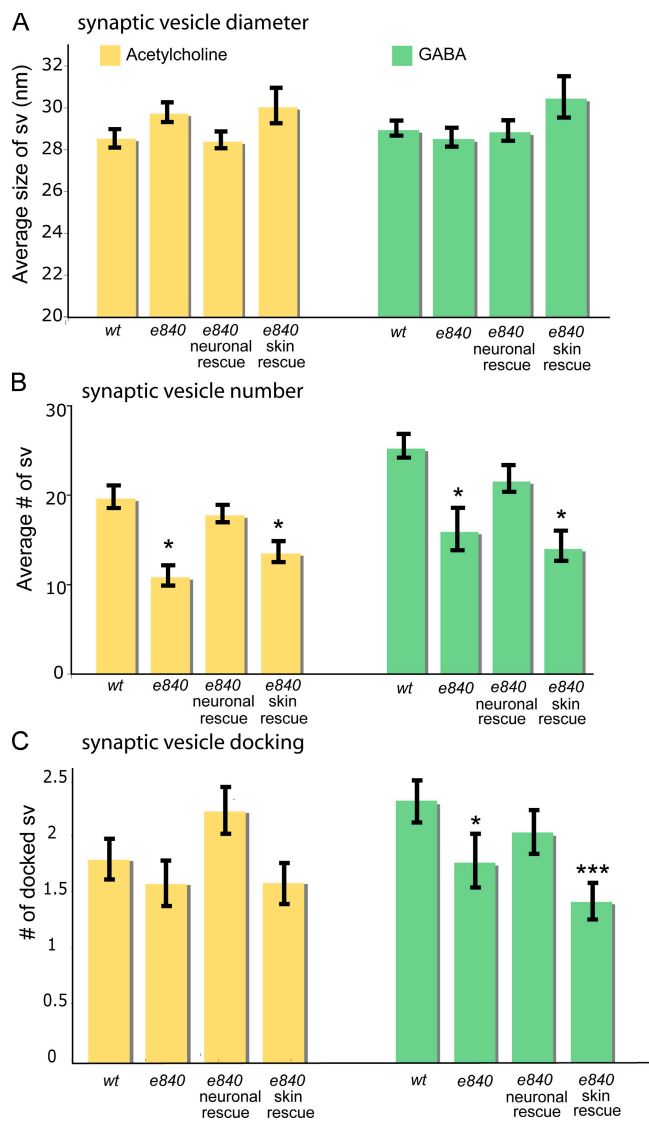 A synaptic vesicle diameter
Acetylcholine GABA
Average size of sv (nm)
32
30
28
26
24
22
20
wt e840 e840 e840 wt e840 e840 e840
neuronal skin neuronal skin
rescue rescue rescue rescue
B synaptic vesicle number
Average # of sv
30
20
10
0
* * * *
wt e840 e840 e840 wt e840 e840 e840
neuronal skin neuronal skin
rescue rescue rescue rescue
C synaptic vesicle docking
# of docked sv
2.5
2
1.5
1
0.5
0
* ***
wt e840 e840 e840 wt e840 e840 e840
neuronal skin neuronal skin
rescue rescue rescue rescue